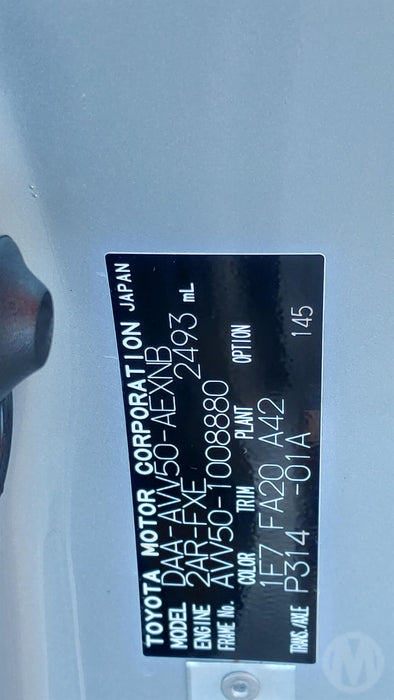 TOYOTA MOTOR CORPORATION JAPAN
MODEL DAA-AVV50-AEXNB
ENGINE 2AR-FXE 2493 mL
FRAME No. AVV50-1008880
COLOR TRIM PLANT OPTION
1F7 FA20 A42
TRANS./AXLE P314 -01A 145
M